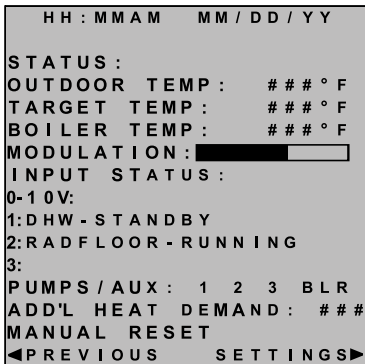 HH:MMAM MM/DD/YY
STATUS:
OUTDOOR TEMP: ###°F
TARGET TEMP: ###°F
BOILER TEMP: ###°F
MODULATION:
INPUT STATUS:
0-10V:
1:DHW-STANDBY
2:RADFLOOR-RUNNING
3:
PUMPS/AUX: 1 2 3 BLR
ADD'L HEAT DEMAND: ###
MANUAL RESET
◄PREVIOUS SETTINGS►